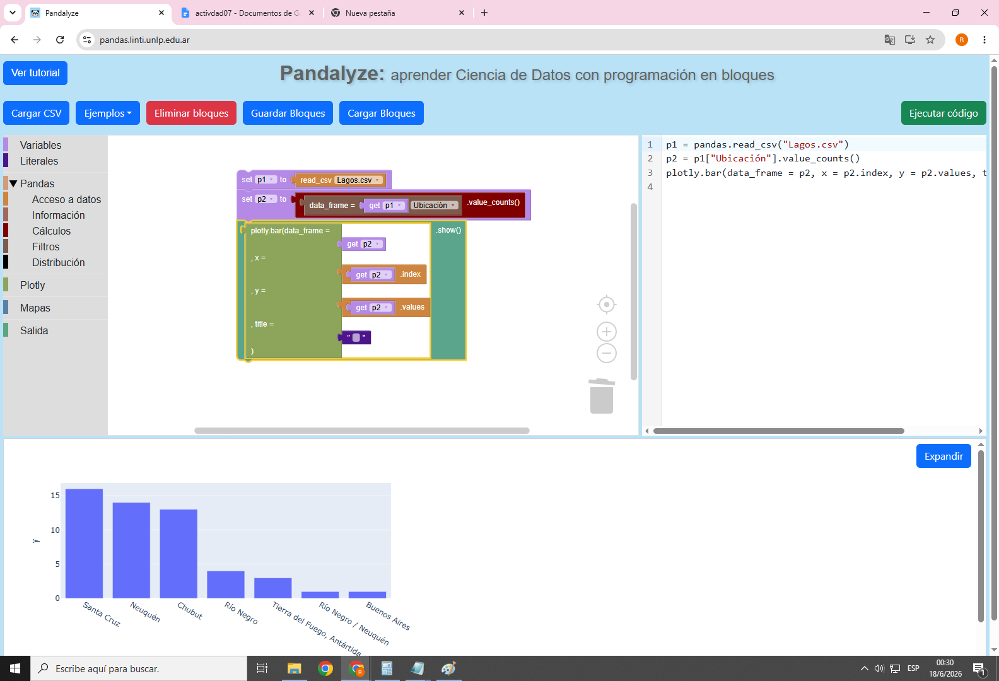 Pandalyze
activdad07 - Documentos de G
Nueva pestaña
pandas.linti.unlp.edu.ar
R
Ver tutorial
Pandalyze: aprender Ciencia de Datos con programación en bloques
Cargar CSV
Ejemplos
Eliminar bloques
Guardar Bloques
Cargar Bloques
Ejecutar código
Variables
Literales
Pandas
Acceso a datos
Información
Cálculos
Filtros
Distribución
Plotly
Mapas
Salida
set p1 to read_csv Lagos.csv
set p2 to data_frame = get p1 Ubicación .value_counts()
plotly.bar(data_frame = .show()
get p2
, x =
get p2 .index
, y =
get p2 .values
, title =
" "
)
1 p1 = pandas.read_csv("Lagos.csv")
2 p2 = p1["Ubicación"].value_counts()
3 plotly.bar(data_frame = p2, x = p2.index, y = p2.values, t
4
Expandir
15
10
5
0
y
Santa Cruz
Neuquén
Chubut
Río Negro
Tierra del Fuego, Antártida
Río Negro / Neuquén
Buenos Aires
Escribe aquí para buscar.
R
ESP
00:30
18/6/2026
1